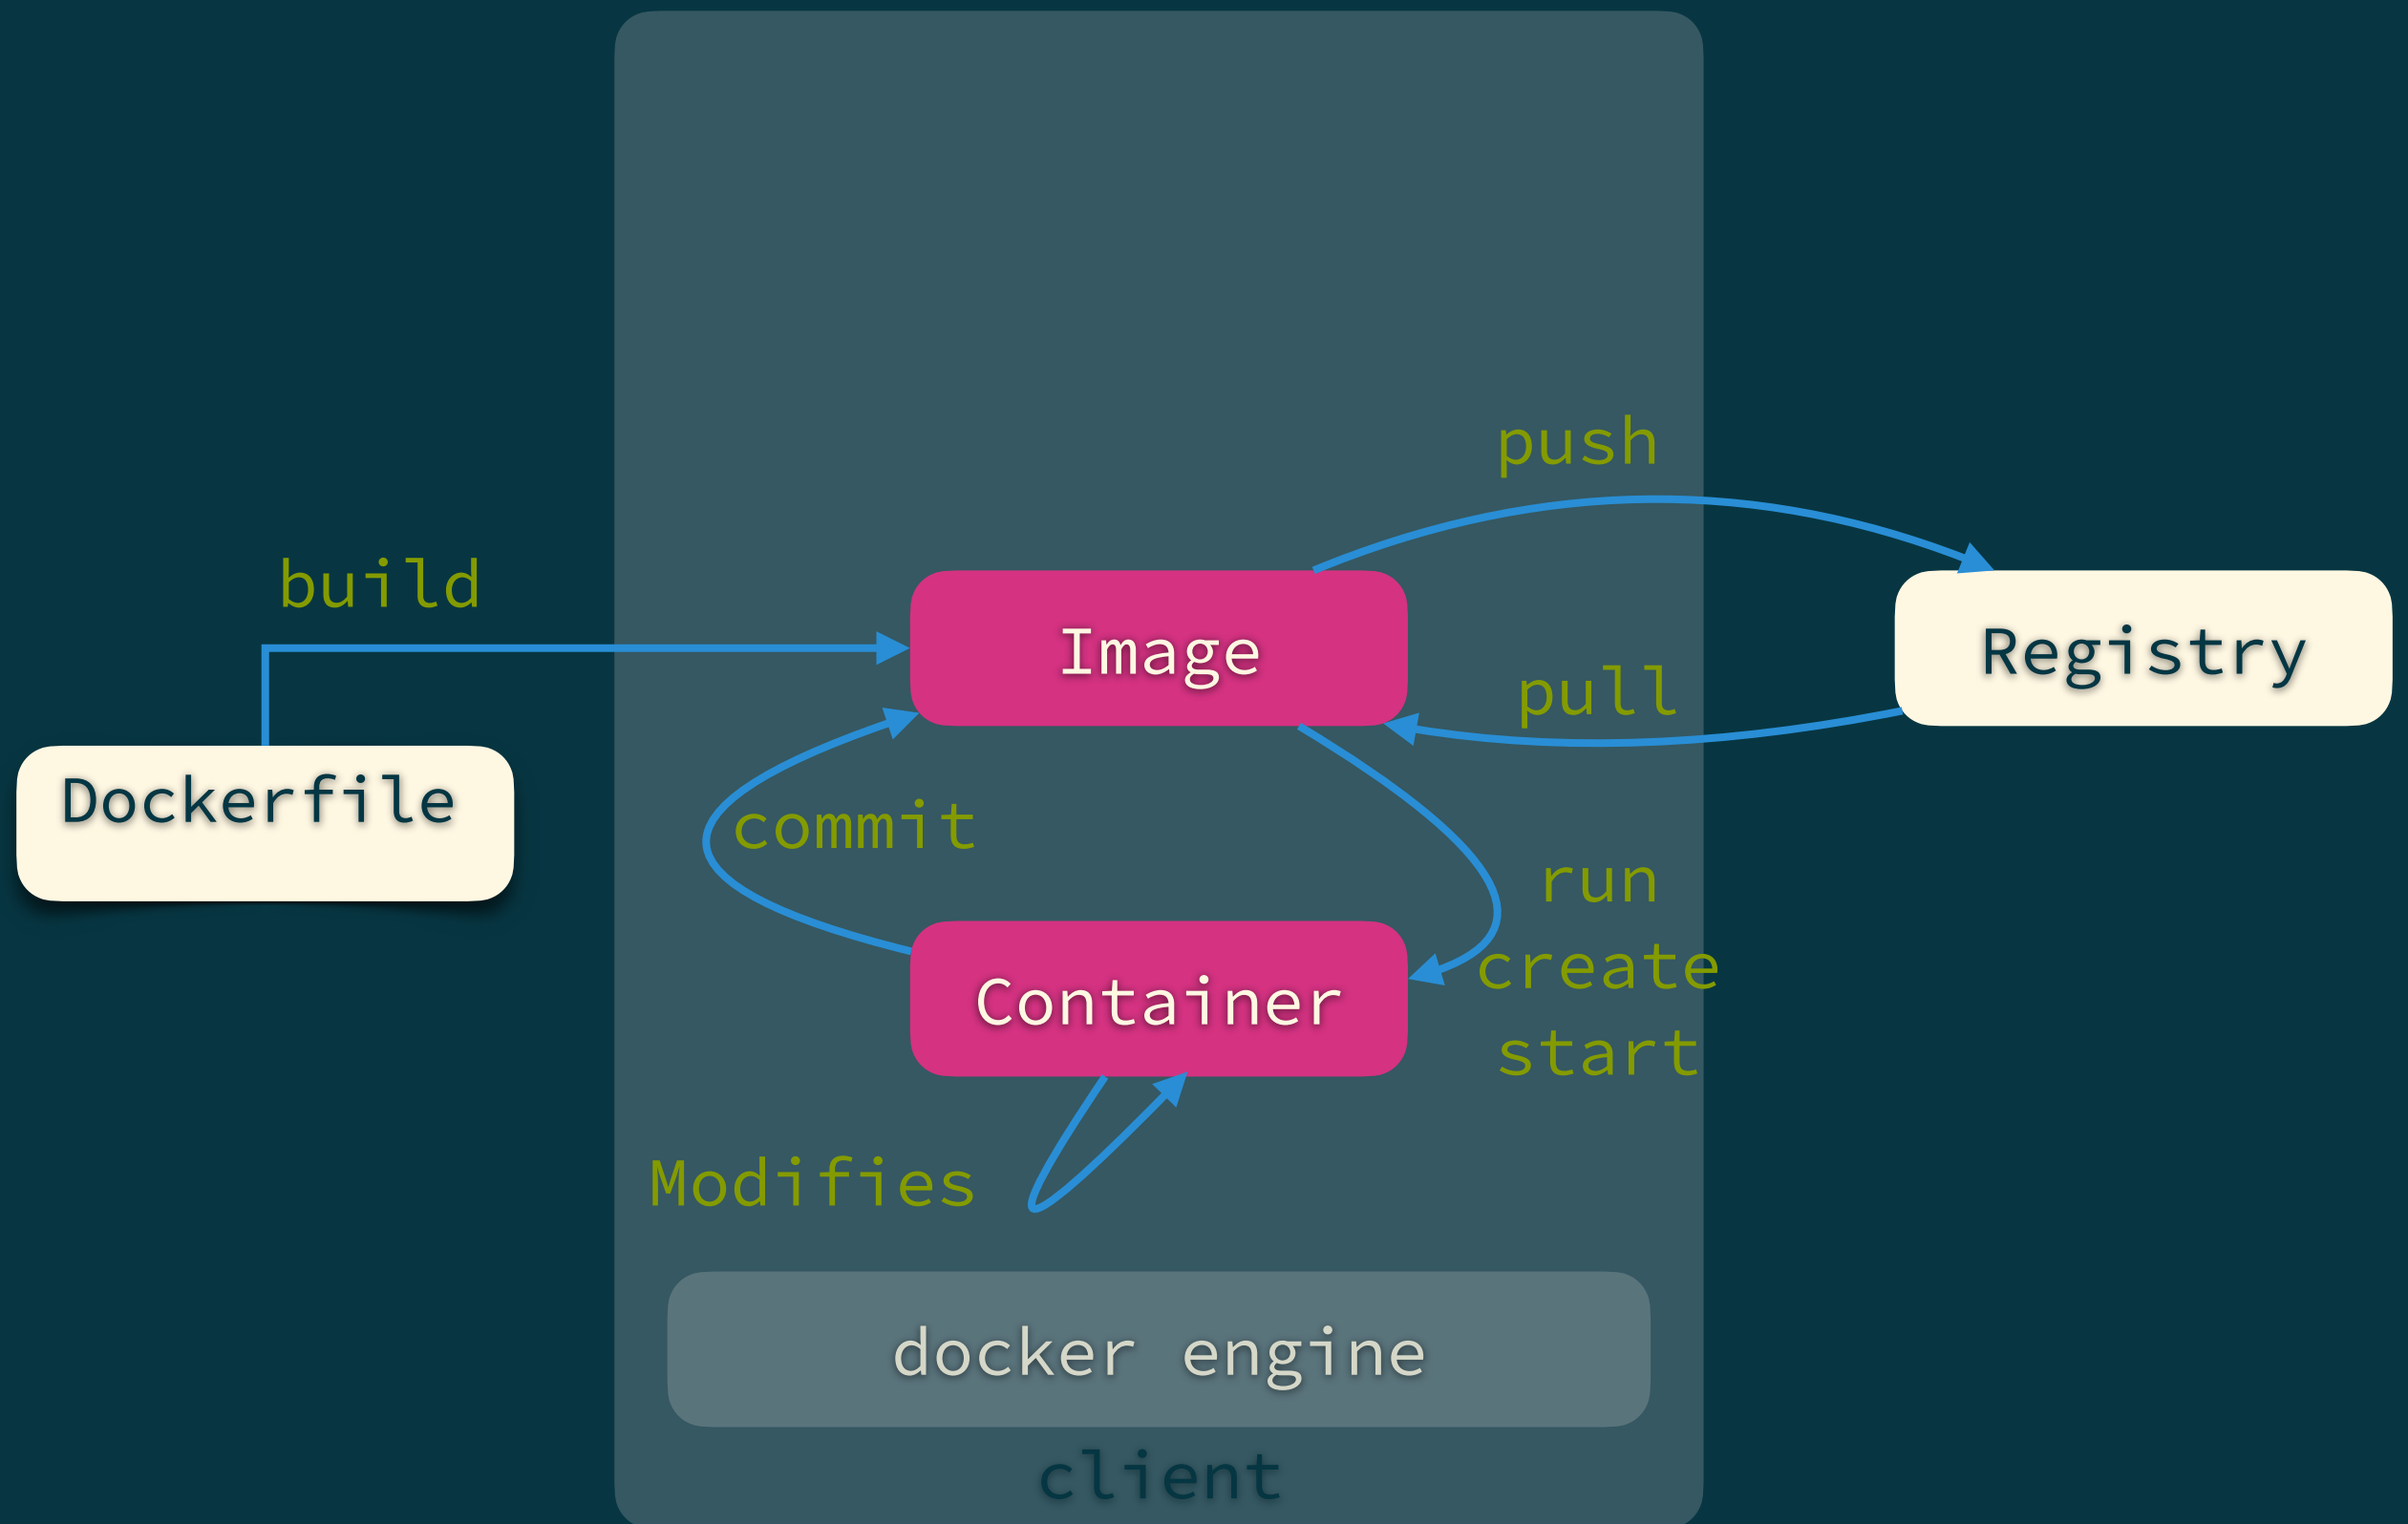 push
build
Image
Registry
pull
Dockerfile
commit
run
create
start
Container
Modifies
docker engine
client